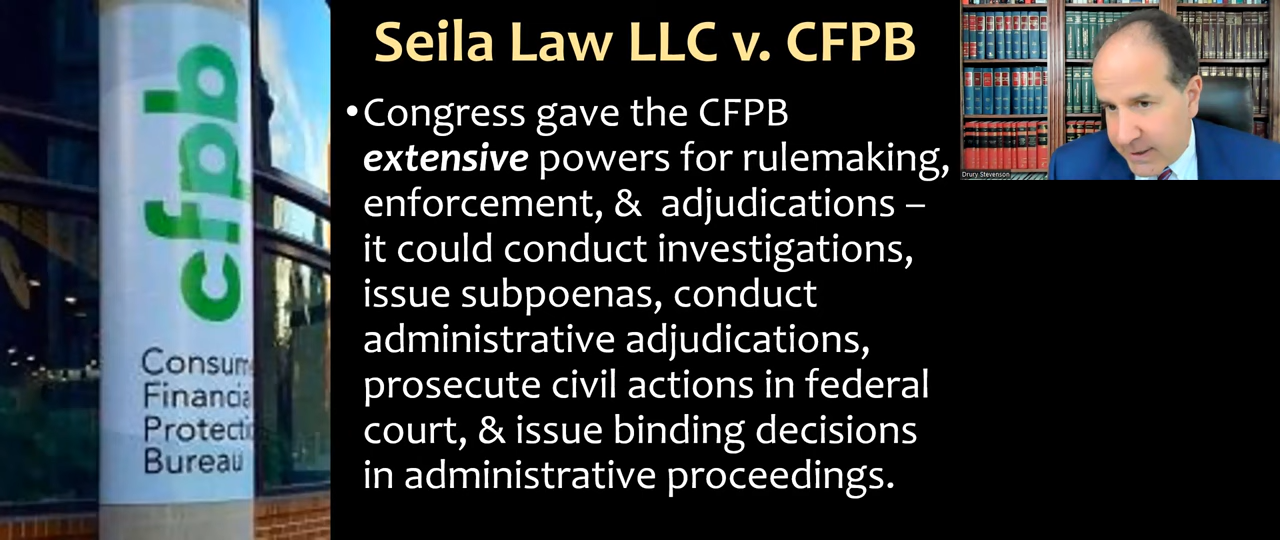 Seila Law LLC v. CFPB
•Congress gave the CFPB
extensive powers for rulemaking,
enforcement, & adjudications –
it could conduct investigations,
issue subpoenas, conduct
administrative adjudications,
prosecute civil actions in federal
court, & issue binding decisions
in administrative proceedings.
cfpb
Consum
Financia
Protecti
Bureau
Drury Stevenson